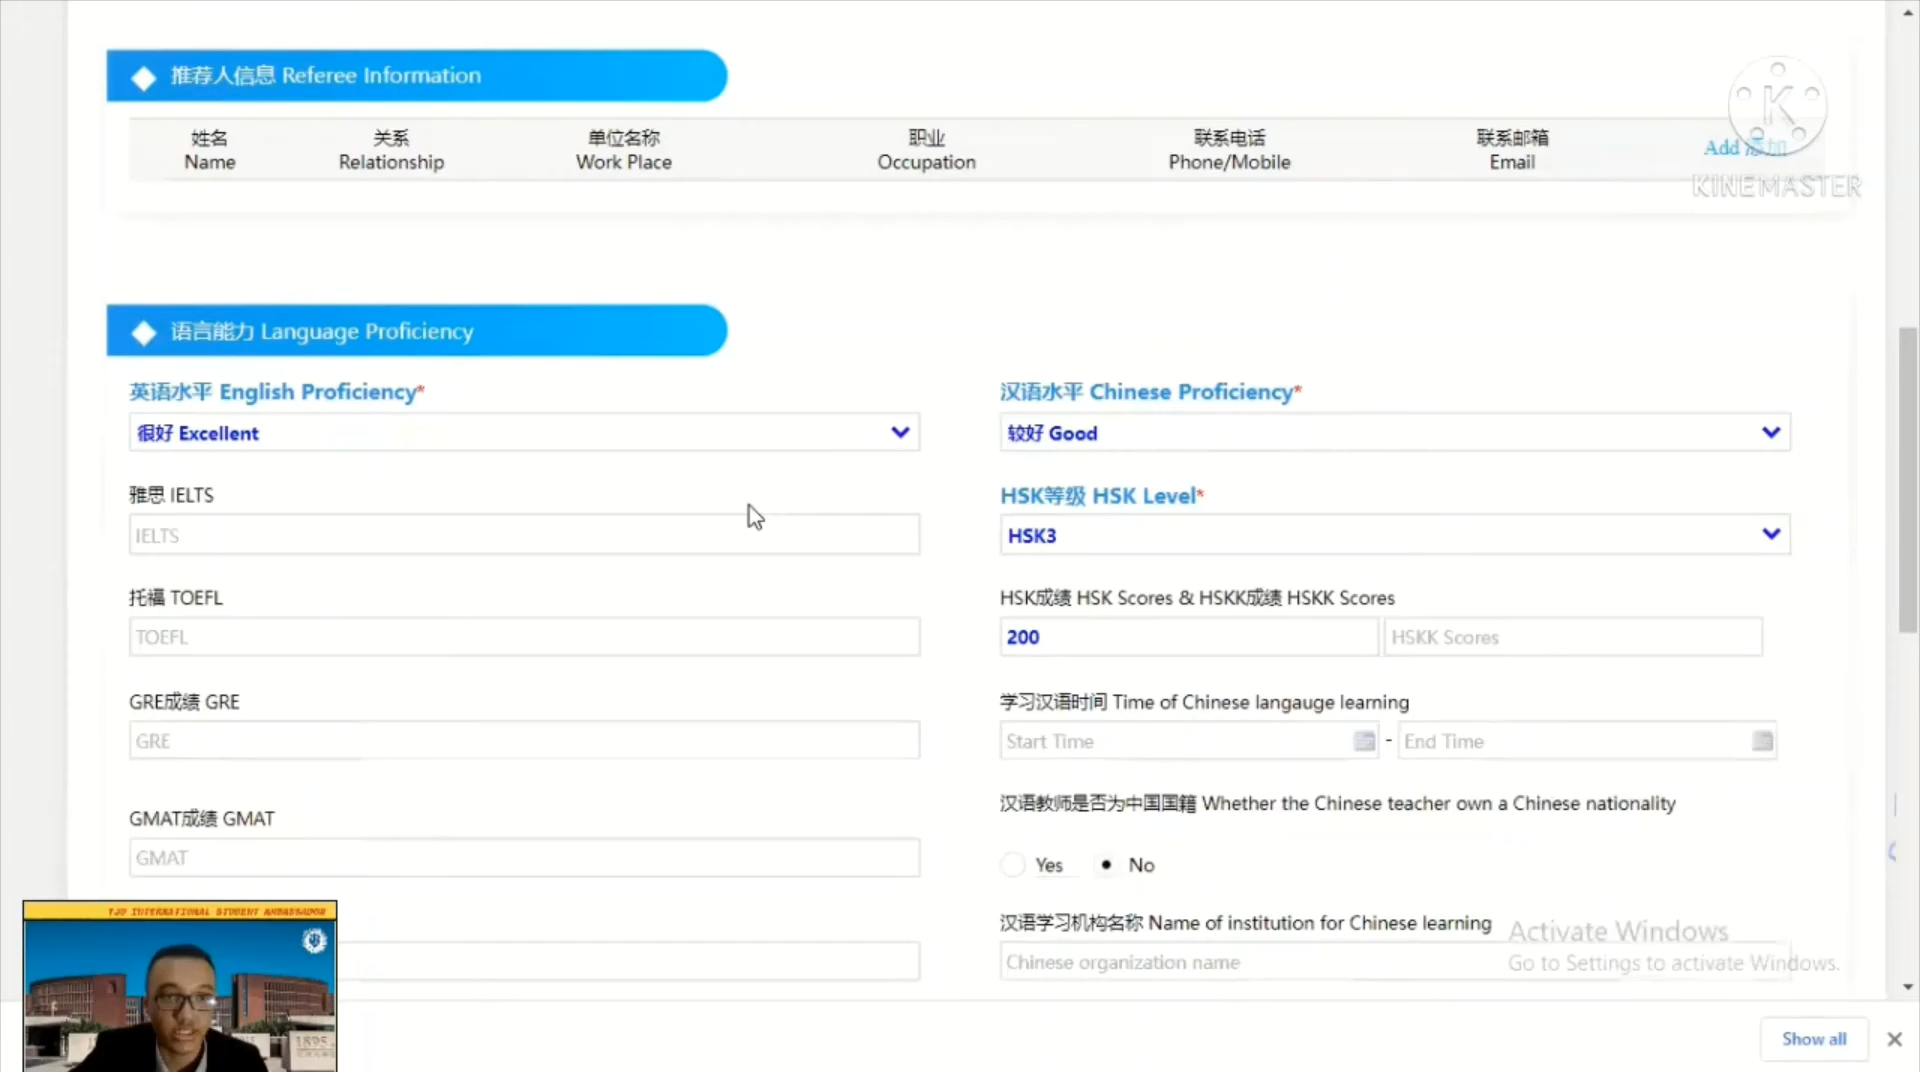 推荐人信息 Referee Information
姓名 关系 单位名称 职业 联系电话 联系邮箱
Name Relationship Work Place Occupation Phone/Mobile Email
Add 添加
KINEMASTER
语言能力 Language Proficiency
英语水平 English Proficiency* 汉语水平 Chinese Proficiency*
很好 Excellent 较好 Good
雅思 IELTS HSK等级 HSK Level*
IELTS HSK3
托福 TOEFL HSK成绩 HSK Scores & HSKK成绩 HSKK Scores
TOEFL 200 HSKK Scores
GRE成绩 GRE 学习汉语时间 Time of Chinese langauge learning
GRE Start Time - End Time
汉语教师是否为中国国籍 Whether the Chinese teacher own a Chinese nationality
GMAT成绩 GMAT
GMAT Yes No
TJU INTERNATIONAL STUDENT AMBASSADOR
汉语学习机构名称 Name of institution for Chinese learning
Chinese organization name
Activate Windows
Go to Settings to activate Windows.
1895
Show all